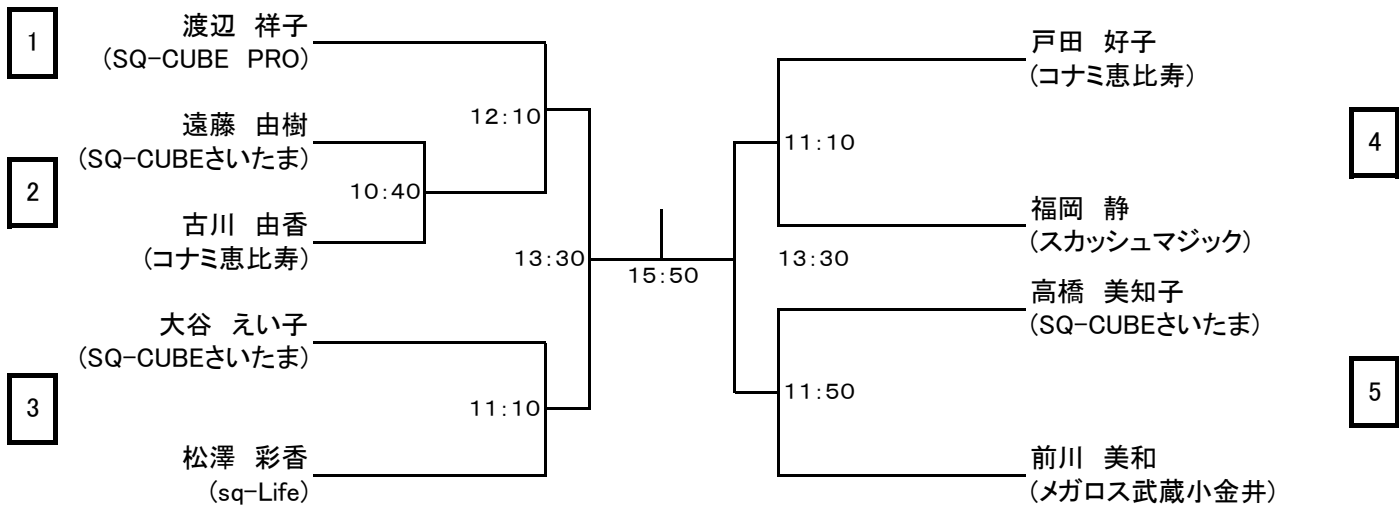 1
渡辺　祥子
(SQ-CUBE　PRO)
12:10
遠藤　由樹
(SQ-CUBEさいたま)
2
10:40
古川　由香
(コナミ恵比寿)
13:30
大谷　えい子
(SQ-CUBEさいたま)
3
11:10
松澤　彩香
(sq-Life)
15:50
戸田　好子
(コナミ恵比寿)
4
11:10
福岡　静
(スカッシュマジック)
13:30
高橋　美知子
(SQ-CUBEさいたま)
5
11:50
前川　美和
(メガロス武蔵小金井)